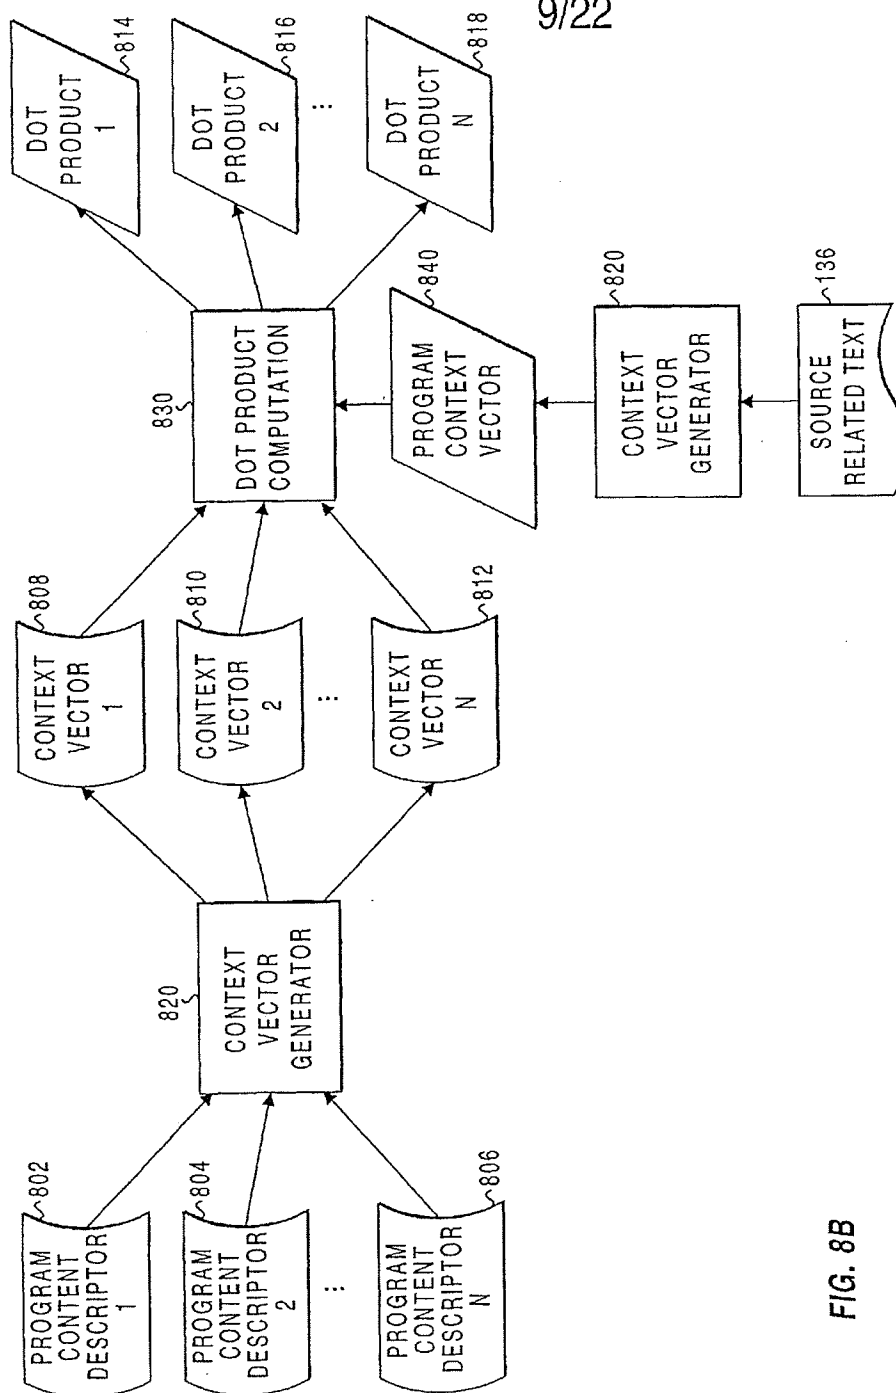 9/22
PROGRAM
CONTENT
DESCRIPTOR
1
802
PROGRAM
CONTENT
DESCRIPTOR
2
804
...
PROGRAM
CONTENT
DESCRIPTOR
N
806
820
CONTEXT
VECTOR
GENERATOR
CONTEXT
VECTOR
1
808
CONTEXT
VECTOR
2
810
...
CONTEXT
VECTOR
N
812
830
DOT PRODUCT
COMPUTATION
DOT
PRODUCT
1
814
DOT
PRODUCT
2
816
...
DOT
PRODUCT
N
818
PROGRAM
CONTEXT
VECTOR
840
CONTEXT
VECTOR
GENERATOR
820
SOURCE
RELATED TEXT
136
FIG. 8B